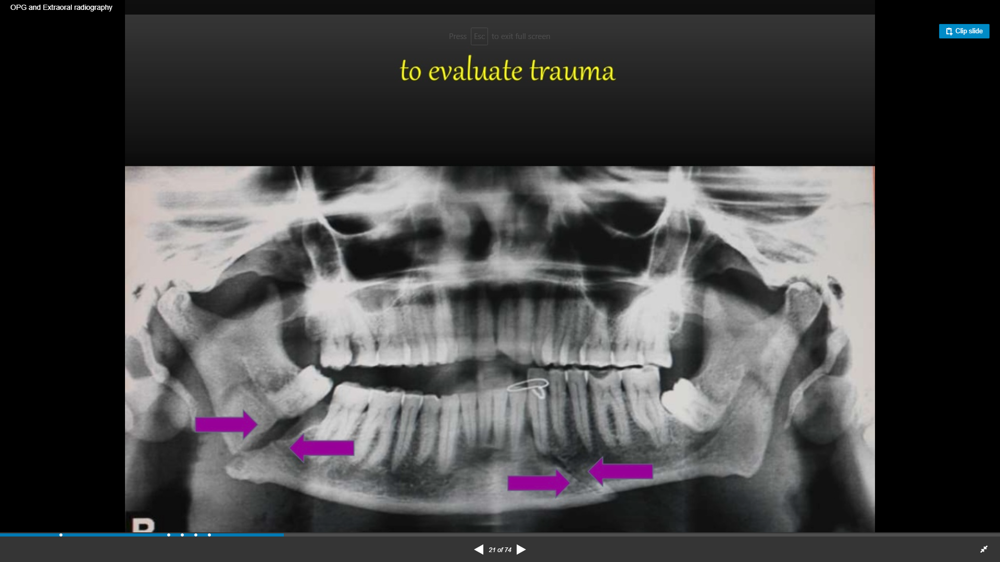 OPG and Extraoral radiography
Clip slide
Press Esc to exit full screen
to evaluate trauma
R
21 of 74